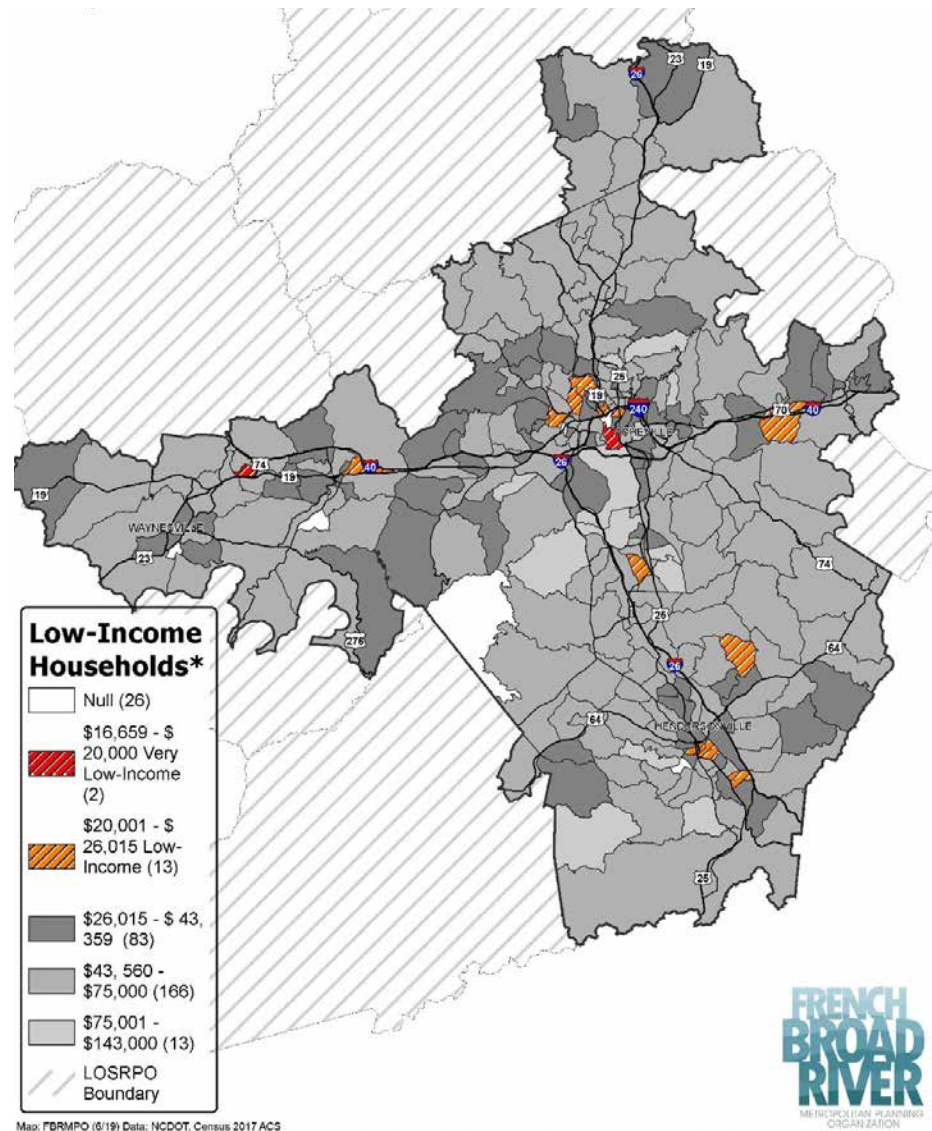 26
23
19
25
19
240
70
40
SHEVILLE
74
40
19
26
19
WAYNESVILLE
23
74
276
25
64
26
64
HENDERSONVILLE
25
Low-Income
Households*
Null (26)
$16,659 - $
20,000 Very
Low-Income
(2)
$20,001 - $
26,015 Low-
Income (13)
$26,015 - $ 43,
359 (83)
$43, 560 -
$75,000 (166)
$75,001 -
$143,000 (13)
LOSRPO
Boundary
FRENCH
BROAD
RIVER
METROPOLITAN PLANNING
ORGANIZATION
Map: FBRMPO (6/19) Data: NCDOT, Census 2017 ACS